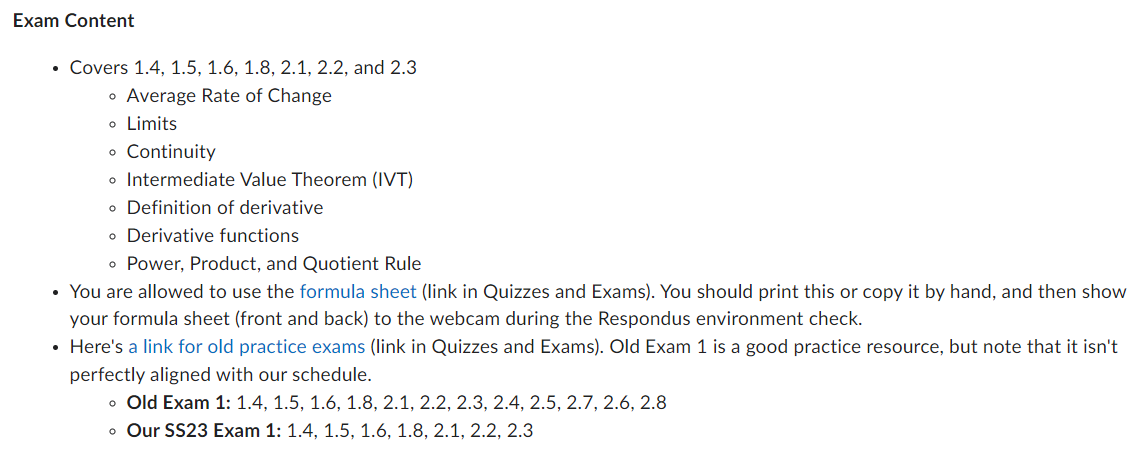 Exam Content
Covers 1.4, 1.5, 1.6, 1.8, 2.1, 2.2, and 2.3
Average Rate of Change
Limits
Continuity
Intermediate Value Theorem (IVT)
Definition of derivative
Derivative functions
Power, Product, and Quotient Rule
You are allowed to use the formula sheet (link in Quizzes and Exams). You should print this or copy it by hand, and then show
your formula sheet (front and back) to the webcam during the Respondus environment check.
Here's a link for old practice exams (link in Quizzes and Exams). Old Exam 1 is a good practice resource, but note that it isn't
perfectly aligned with our schedule.
Old Exam 1: 1.4, 1.5, 1.6, 1.8, 2.1, 2.2, 2.3, 2.4, 2.5, 2.7, 2.6, 2.8
Our SS23 Exam 1: 1.4, 1.5, 1.6, 1.8, 2.1, 2.2, 2.3